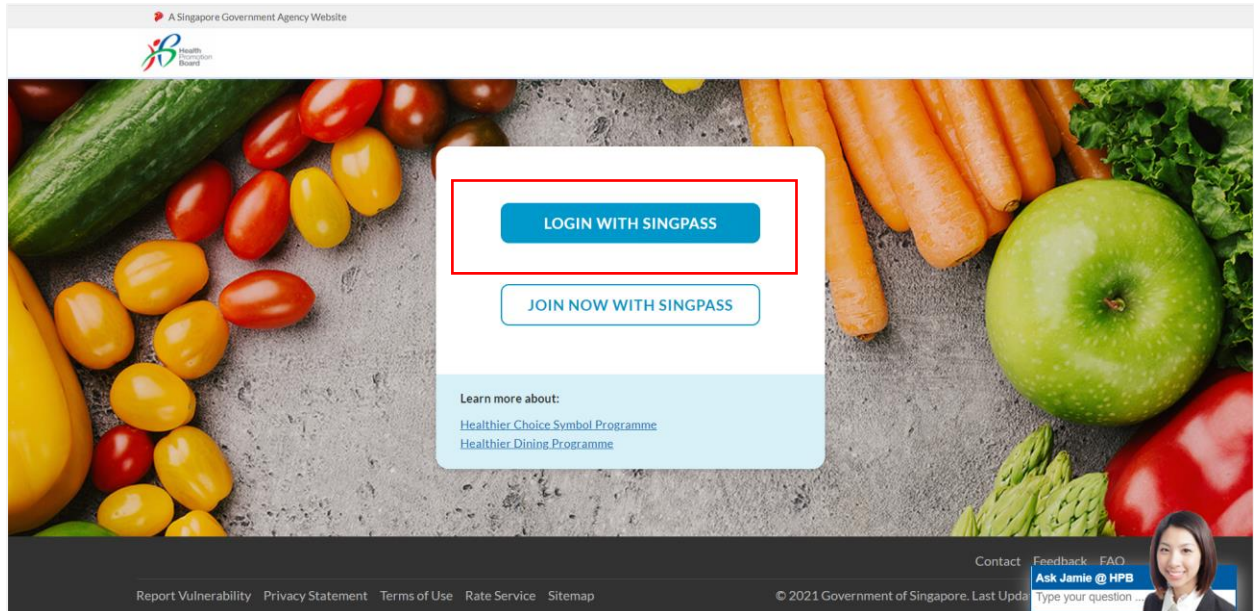 A Singapore Government Agency Website
Health
Promotion
Board
LOGIN WITH SINGPASS
JOIN NOW WITH SINGPASS
Learn more about:
Healthier Choice Symbol Programme
Healthier Dining Programme
Contact Feedback FAQ
Ask Jamie @ HPB
Type your question ...
Report Vulnerability Privacy Statement Terms of Use Rate Service Sitemap
© 2021 Government of Singapore. Last Upda